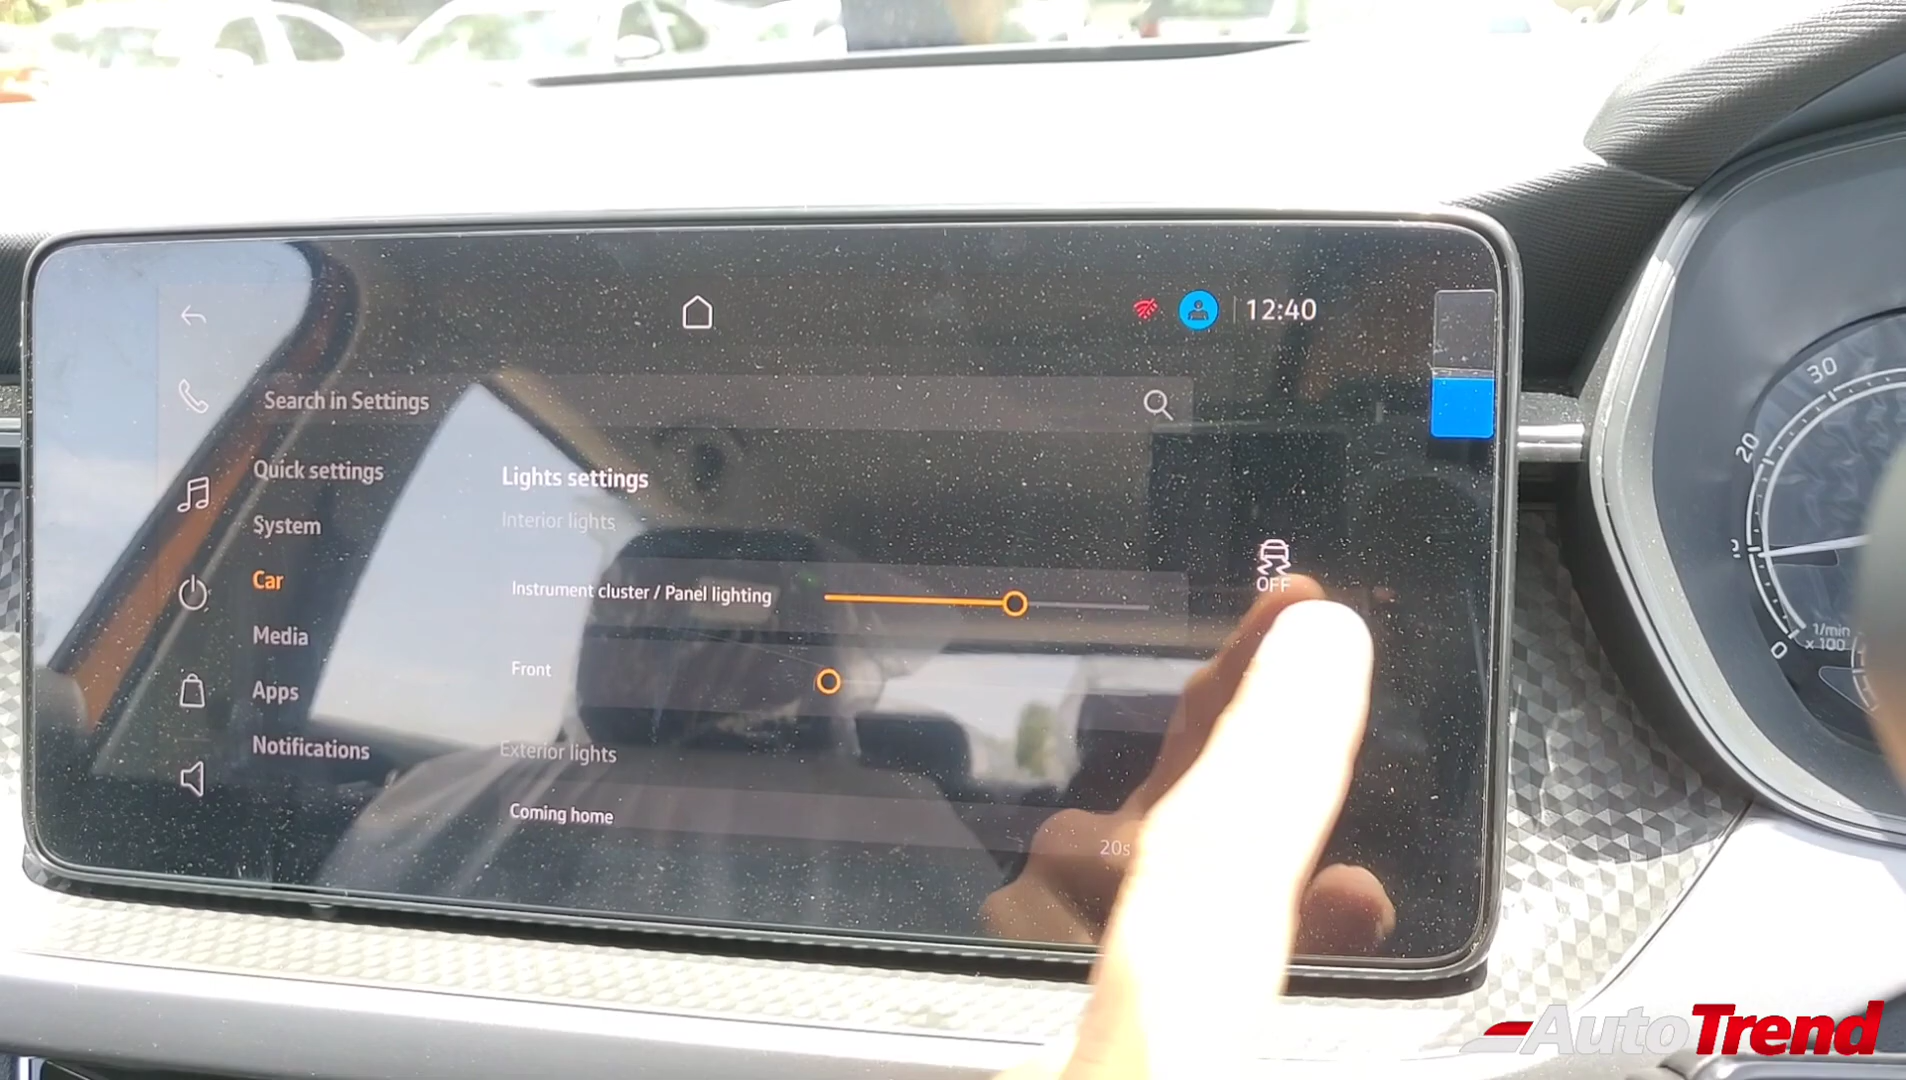 12:40
Search in Settings
Quick settings
System
Car
Media
Apps
Notifications
Lights settings
Interior lights
Instrument cluster / Panel lighting
Front
Exterior lights
Coming home
20s
OFF
30
20
0
1/min
x 100
AutoTrend